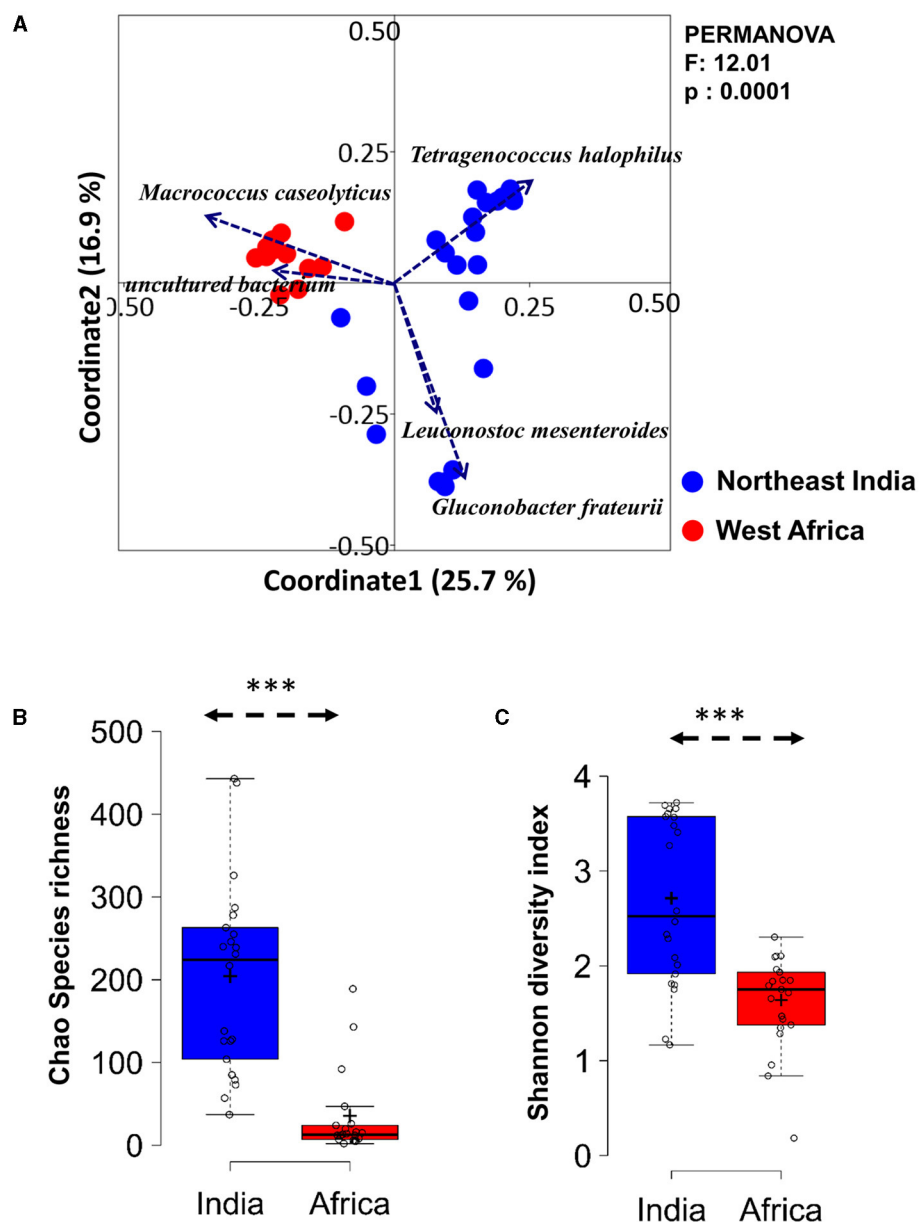 A
0.50
PERMANOVA
F: 12.01
p : 0.0001
0.25
Tetragenococcus halophilus
Macrococcus caseolyticus
uncultured bacterium
0.50
-0.25
0.25
0.50
Coordinate2 (16.9 %)
-0.25
Leuconostoc mesenteroides
Gluconobacter frateurii
-0.50
Coordinate1 (25.7 %)
Northeast India
West Africa
B
***
Chao Species richness
500
400
300
200
100
0
India
Africa
C
***
Shannon diversity index
4
3
2
1
0
India
Africa